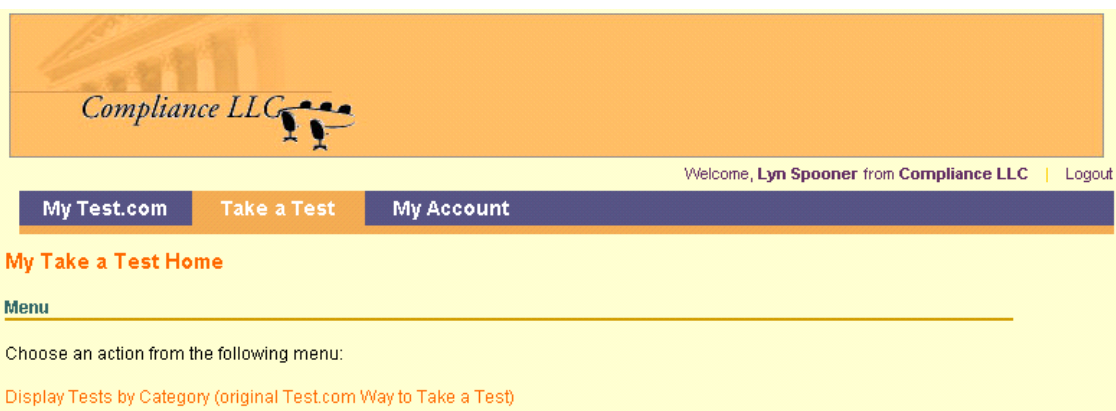 Compliance LLC
Welcome, Lyn Spooner from Compliance LLC | Logout
My Test.com Take a Test My Account
My Take a Test Home
Menu
Choose an action from the following menu:
Display Tests by Category (original Test.com Way to Take a Test)